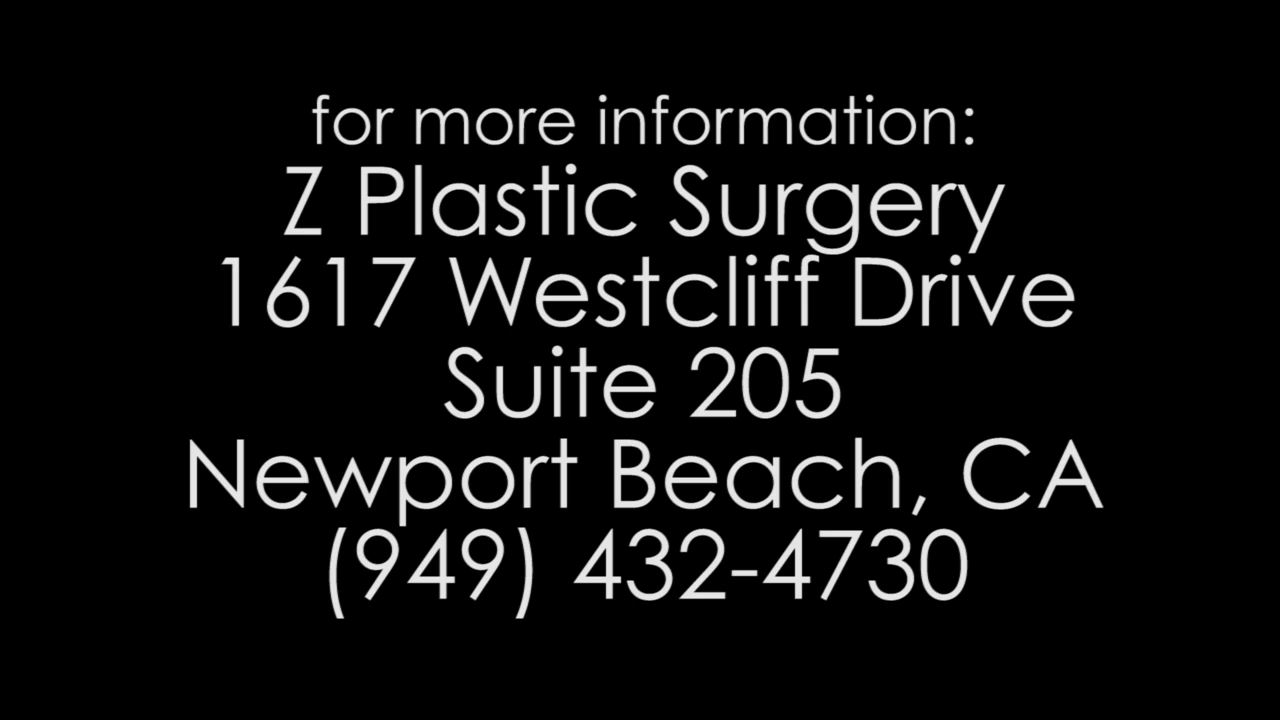 for more information:
Z Plastic Surgery
1617 Westcliff Drive
Suite 205
Newport Beach, CA
(949) 432-4730